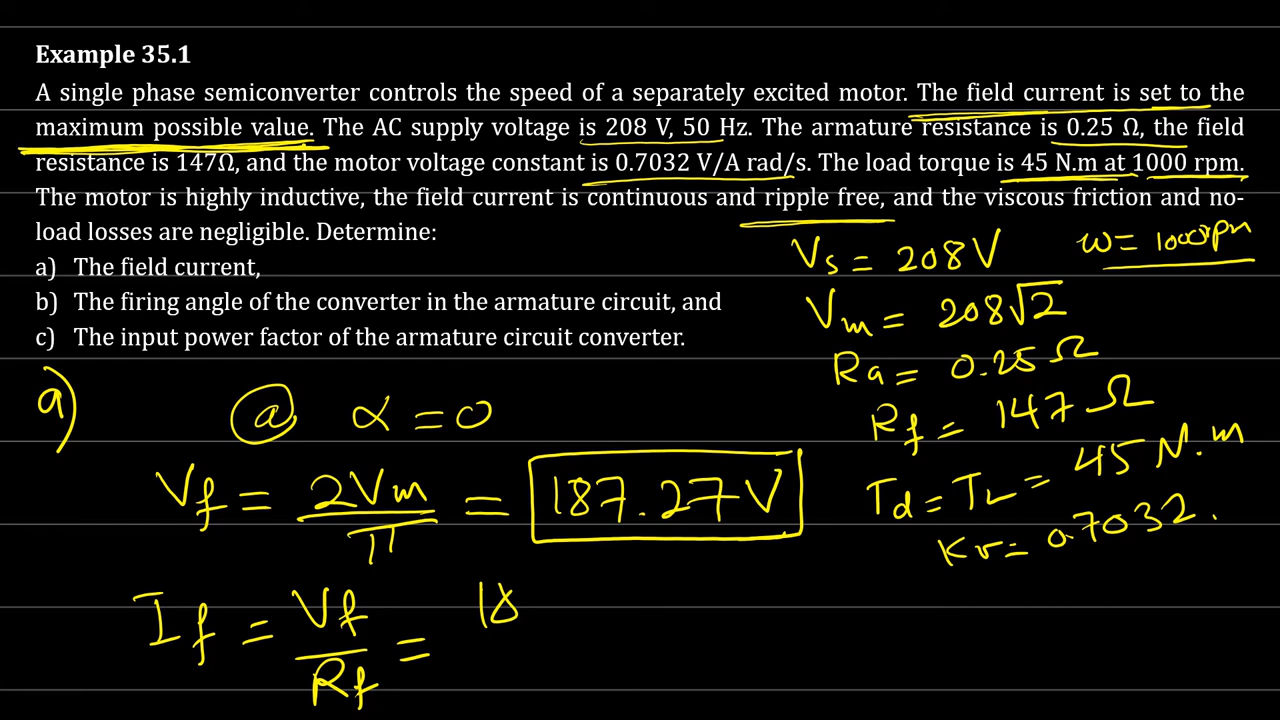 Example 35.1
A single phase semiconverter controls the speed of a separately excited motor. The field current is set to the
maximum possible value. The AC supply voltage is 208 V, 50 Hz. The armature resistance is 0.25 Ω, the field
resistance is 147Ω, and the motor voltage constant is 0.7032 V/A rad/s. The load torque is 45 N.m at 1000 rpm.
The motor is highly inductive, the field current is continuous and ripple free, and the viscous friction and no-
load losses are negligible. Determine:
a) The field current,
b) The firing angle of the converter in the armature circuit, and
c) The input power factor of the armature circuit converter.
Vs = 208 V
ω = 1000rpm
Vm = 208√2
Ra = 0.25 Ω
Rf = 147 Ω
Td = TL = 45 N.m
Kv = 0.7032.
a)
@ α = 0
Vf = 2Vm/π = 187.27 V
If = Vf/Rf = 18